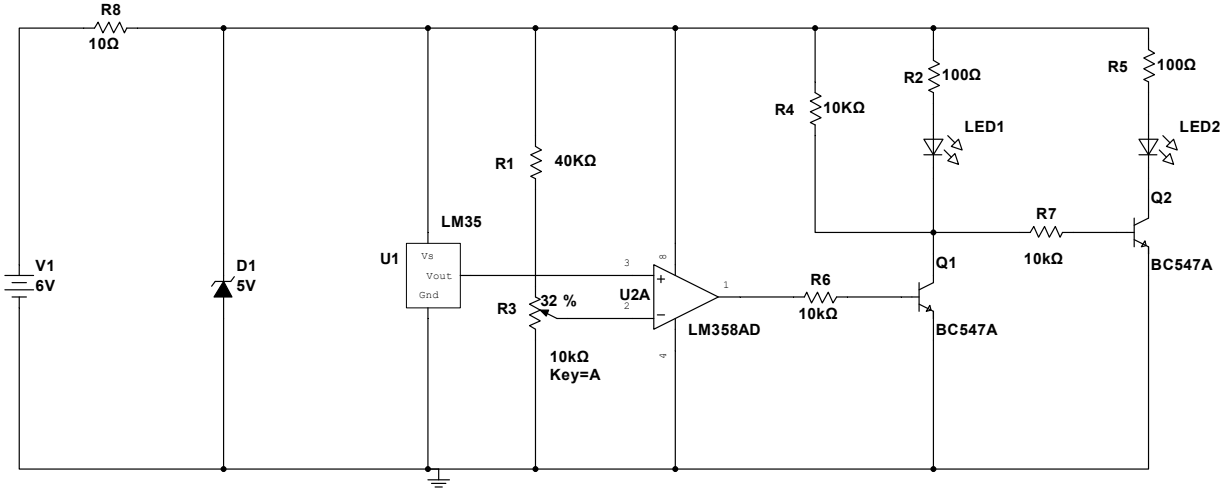 R8
10Ω
V1
6V
D1
5V
LM35
U1
Vs
Vout
Gnd
R1
40KΩ
R3
32 %
10kΩ
Key=A
3
2
8
4
1
U2A
LM358AD
R6
10kΩ
R4
10KΩ
R2
100Ω
LED1
Q1
BC547A
R7
10kΩ
R5
100Ω
LED2
Q2
BC547A